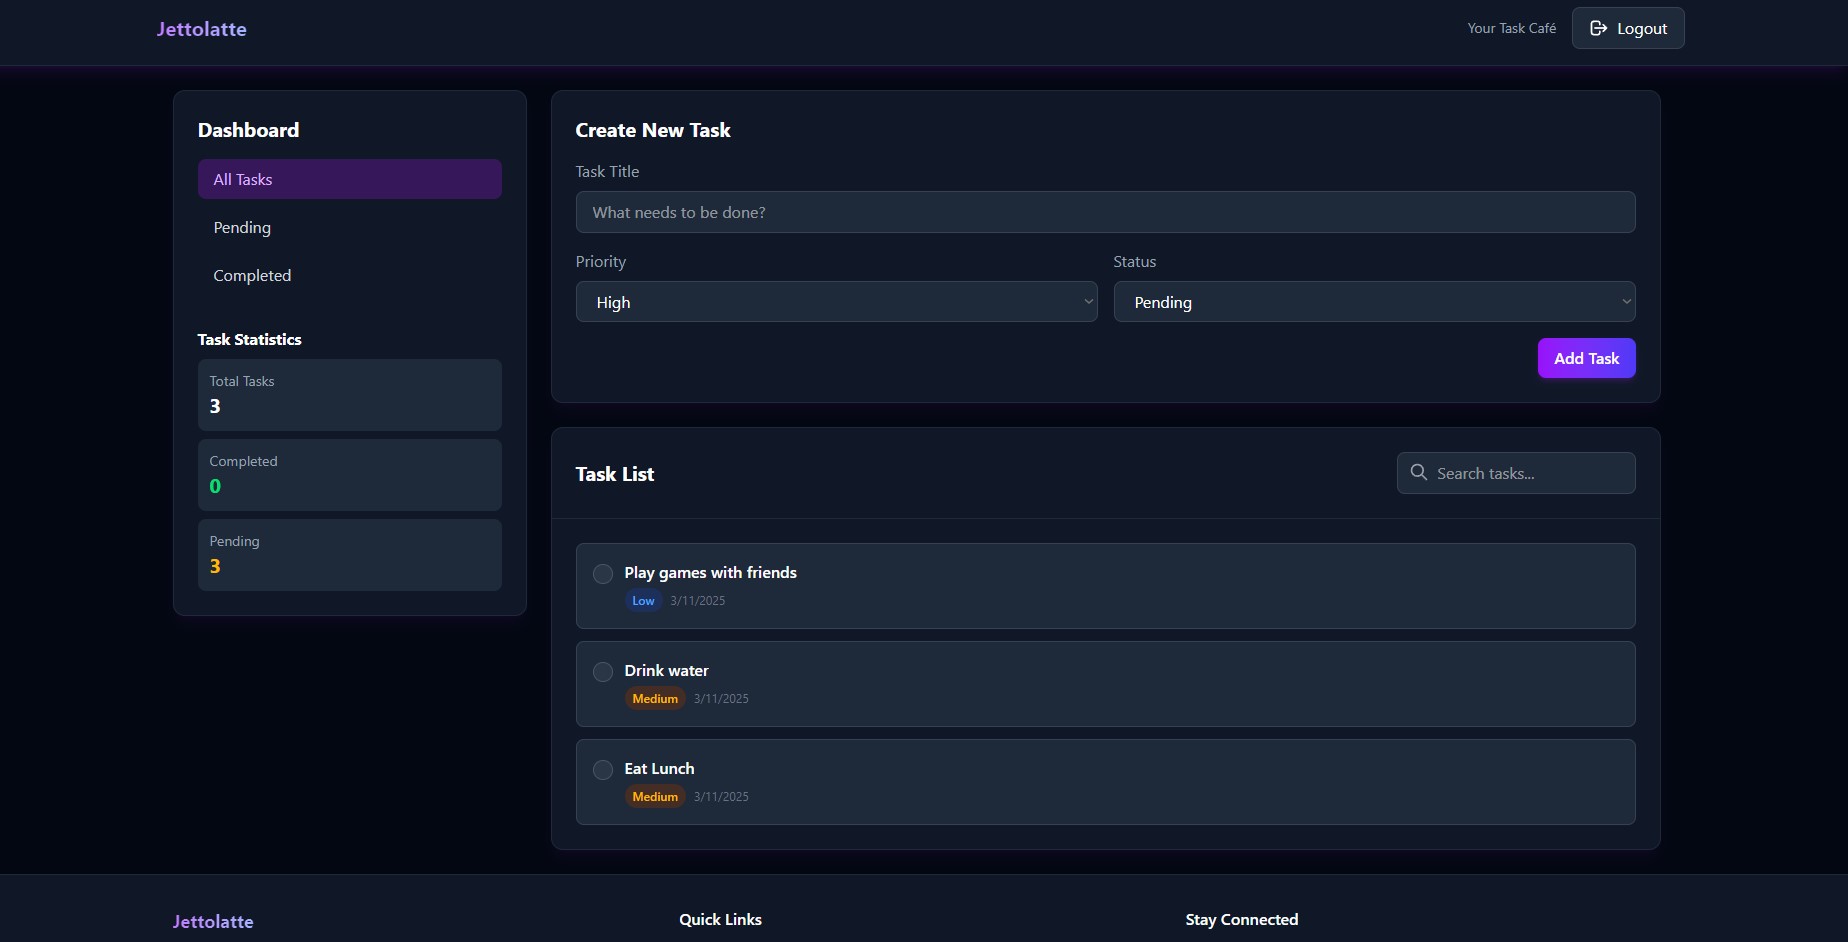 Jettolatte
Your Task Café
Logout
Dashboard
All Tasks
Pending
Completed
Task Statistics
Total Tasks
3
Completed
0
Pending
3
Create New Task
Task Title
What needs to be done?
Priority
Status
High
Pending
Add Task
Task List
Search tasks...
Play games with friends
Low 3/11/2025
Drink water
Medium 3/11/2025
Eat Lunch
Medium 3/11/2025
Jettolatte
Quick Links
Stay Connected